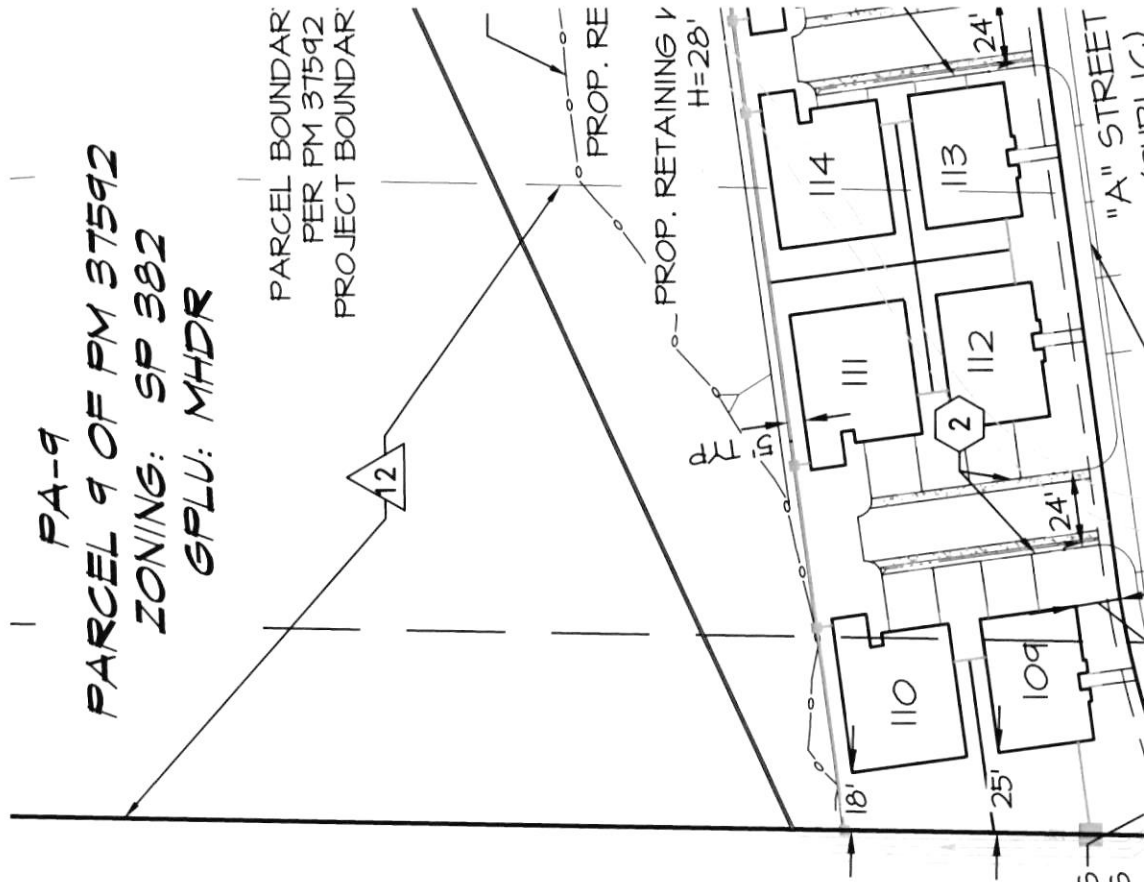 PA-9
PARCEL 9 OF PM 37592
ZONING: SP 382
GPLU: MHDR
PARCEL BOUNDAR
PER PM 37592
PROJECT BOUNDAR
12
PROP. RE
PROP. RETAINING
H=28'
5' TYP
114
113
111
112
110
109
2
24'
24'
18'
25'
"A" STREET